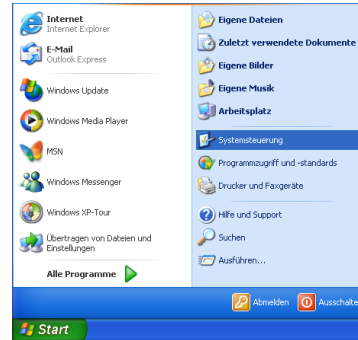 Internet
Internet Explorer
E-Mail
Outlook Express
Windows Update
Windows Media Player
MSN
Windows Messenger
Windows XP-Tour
Übertragen von Dateien und
Einstellungen
Alle Programme
Eigene Dateien
Zuletzt verwendete Dokumente
Eigene Bilder
Eigene Musik
Arbeitsplatz
Systemsteuerung
Programmzugriff und -standards
Drucker und Faxgeräte
Hilfe und Support
Suchen
Ausführen...
Abmelden
Ausschalte
Start